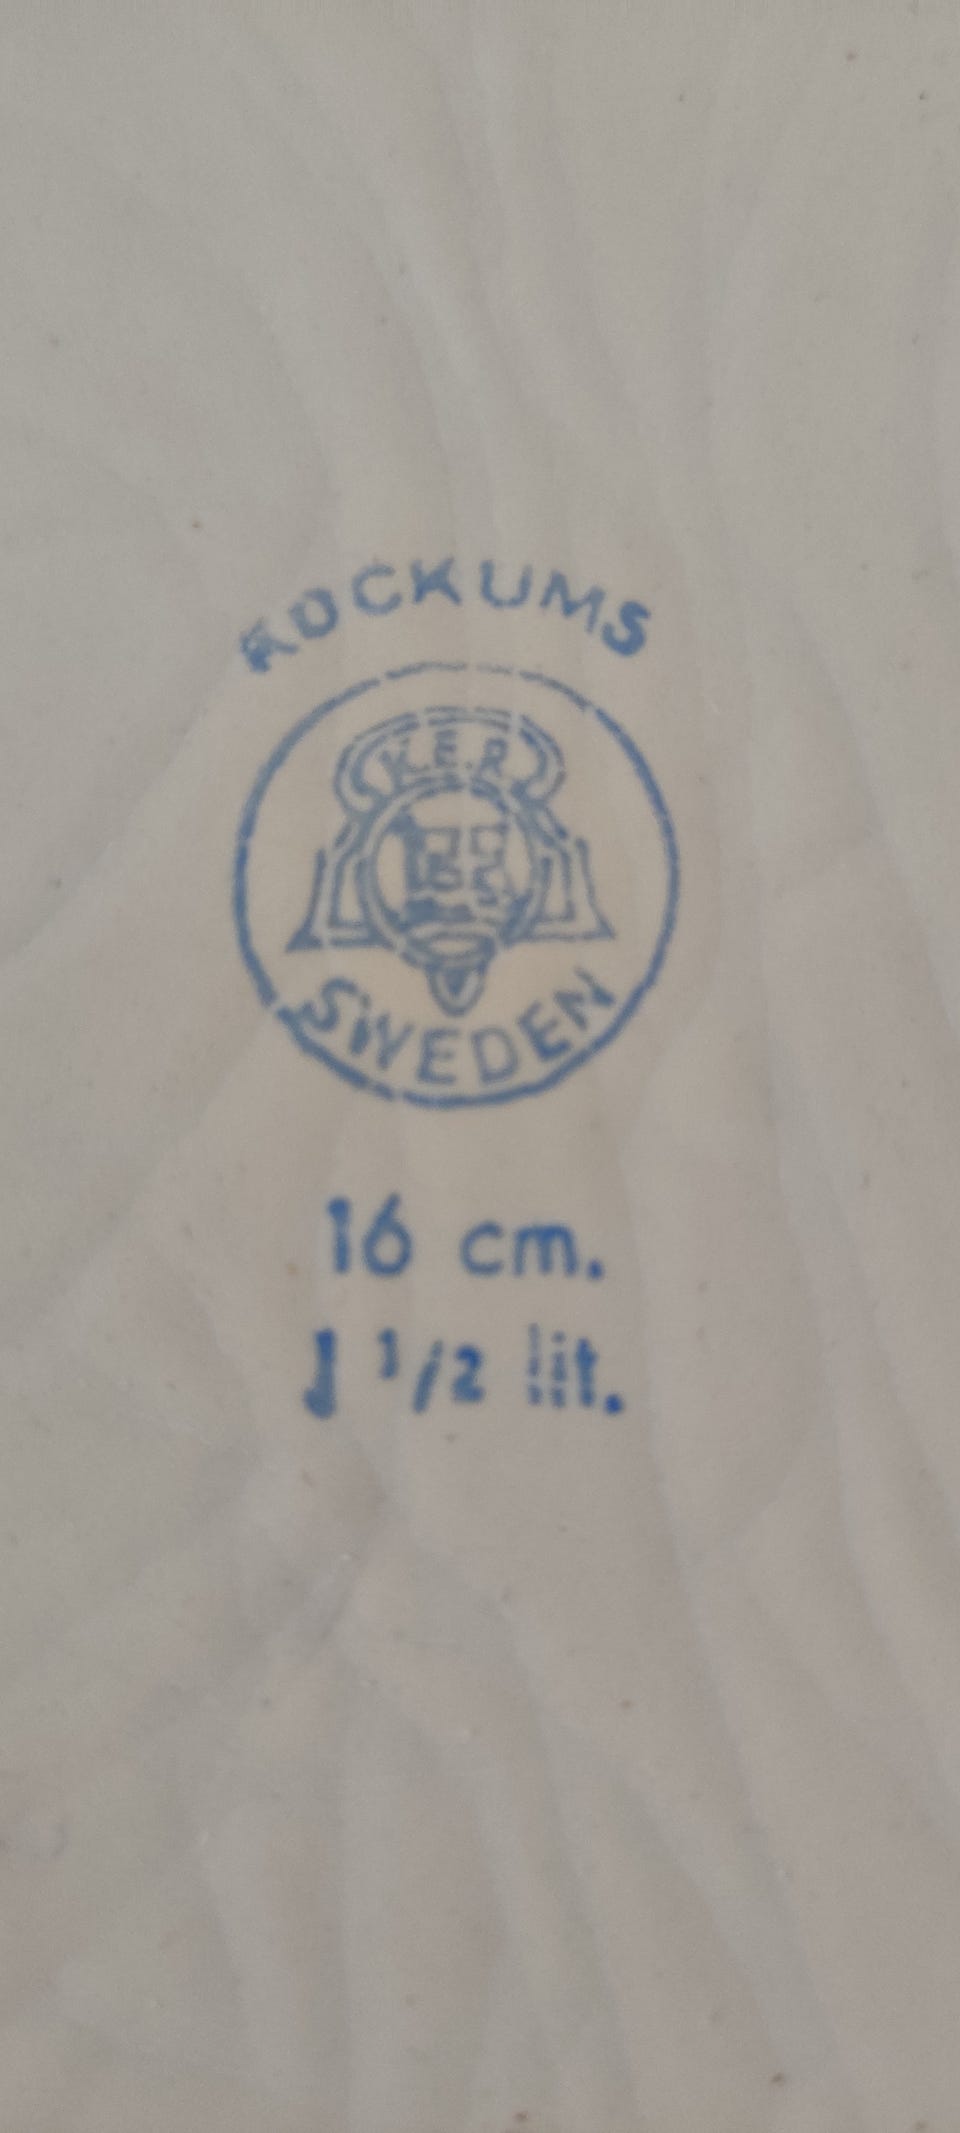 KOCKUMS
K.E.R.
SWEDEN
16 cm.
1 1/2 lit.